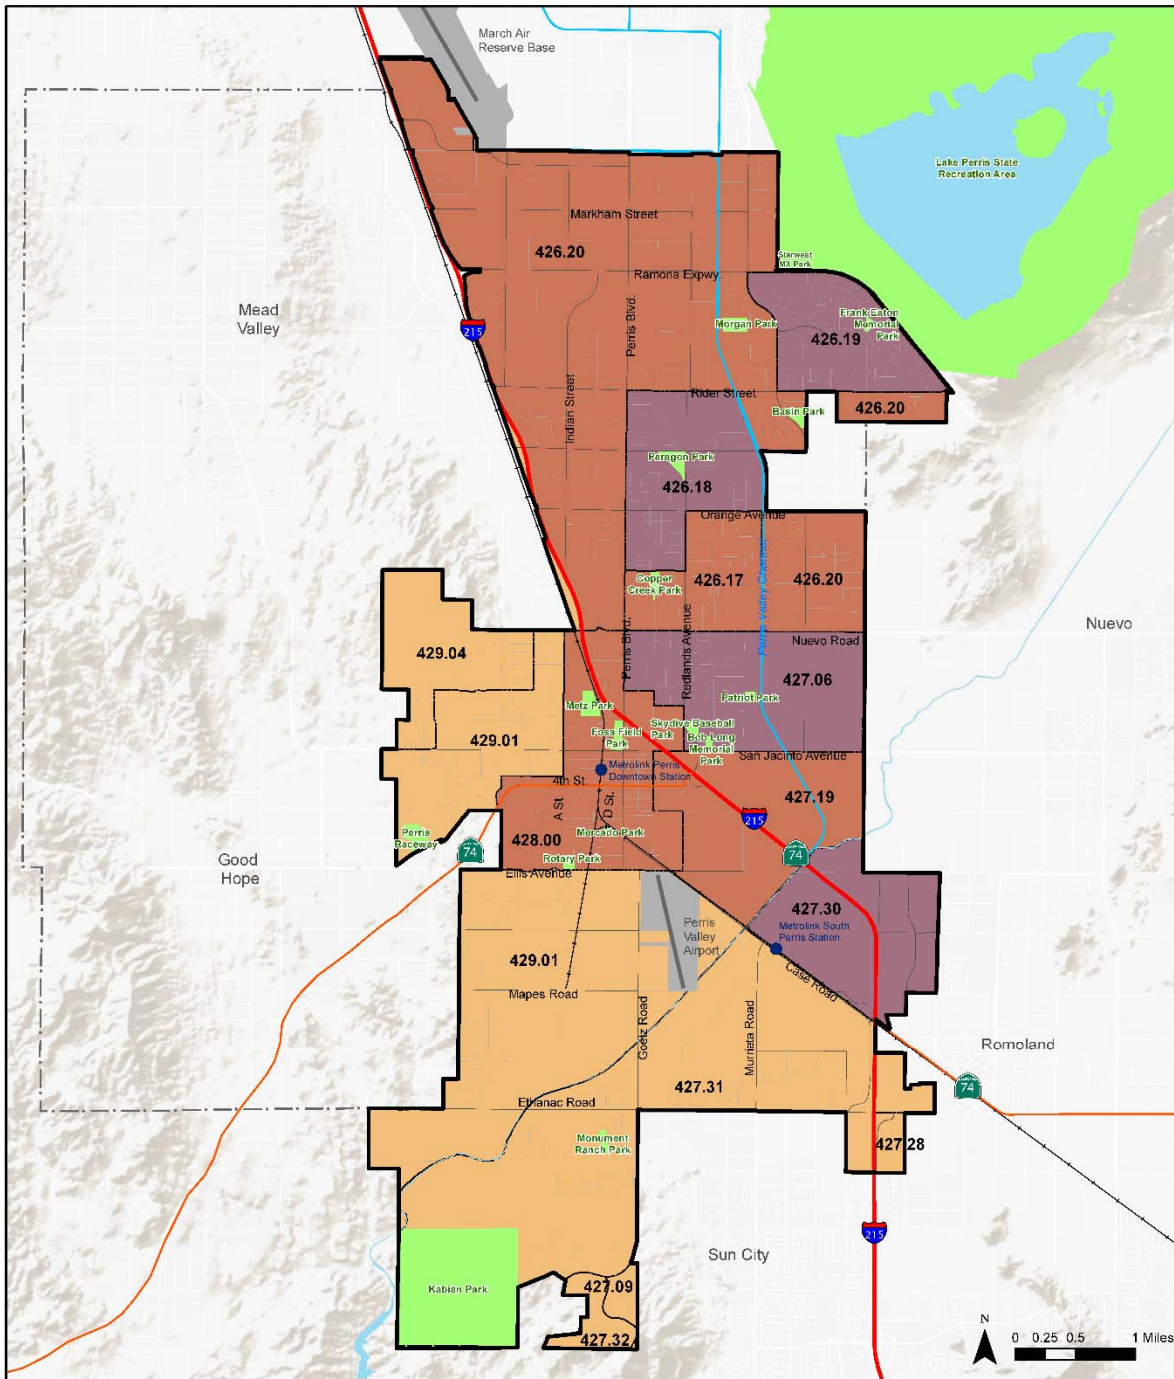 March Air
Reserve Base
Lake Perris State
Recreation Area
Markham Street
426.20
Starwest
MX Park
Ramona Expwy.
Mead
Valley
215
Perris Blvd.
Morgan Park
Frank Eaton
Memorial
Park
426.19
Indian Street
Rider Street
Basin Park
426.20
Paragon Park
426.18
Orange Avenue
Perris Valley Channel
Copper
Creek Park
426.17
426.20
Redlands Avenue
Perris Blvd.
Nuevo Road
Nuevo
429.04
427.06
Metz Park
Patriot Park
Foss Field
Park
Skydive Baseball
Park
Bob Long
Memorial
Park
429.01
San Jacinto Avenue
Metrolink Perris
Downtown Station
4th St.
427.19
A St.
D St.
215
Perris
Raceway
74
428.00
Mercado Park
74
Good
Hope
Rotary Park
Ellis Avenue
427.30
Perris
Valley
Airport
Metrolink South
Perris Station
429.01
Case Road
Mapes Road
Goetz Road
Murrieta Road
Romoland
427.31
74
Ethanac Road
Monument
Ranch Park
427.28
215
Sun City
Kabian Park
427.09
427.32
N
0 0.25 0.5 1 Miles